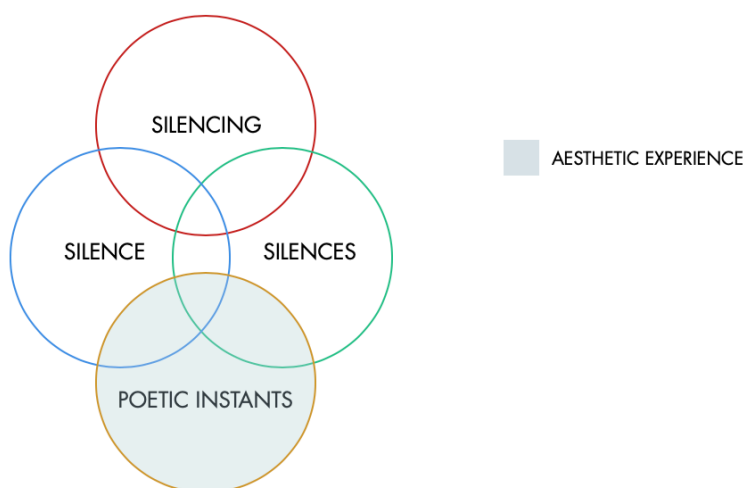 SILENCING
AESTHETIC EXPERIENCE
SILENCE
SILENCES
POETIC INSTANTS